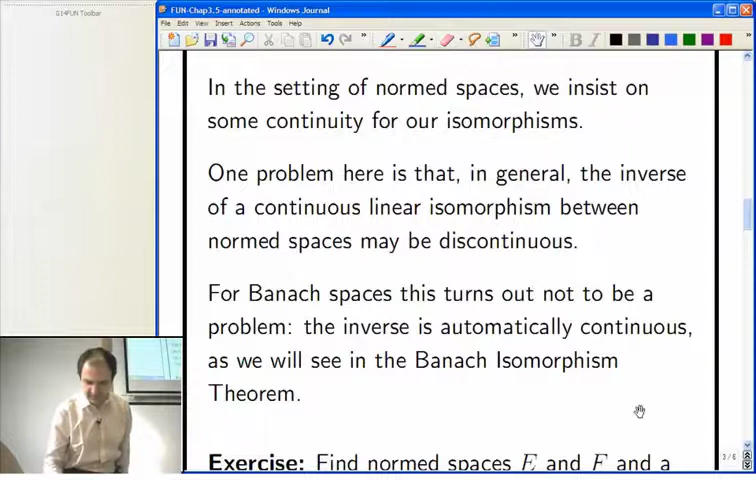 G14FUN Toolbar
FUN-Chap3.5-annotated - Windows Journal
File Edit View Insert Actions Tools Help
B I
In the setting of normed spaces, we insist on
some continuity for our isomorphisms.
One problem here is that, in general, the inverse
of a continuous linear isomorphism between
normed spaces may be discontinuous.
For Banach spaces this turns out not to be a
problem: the inverse is automatically continuous,
as we will see in the Banach Isomorphism
Theorem.
Exercise: Find normed spaces E and F and a
3 / 6